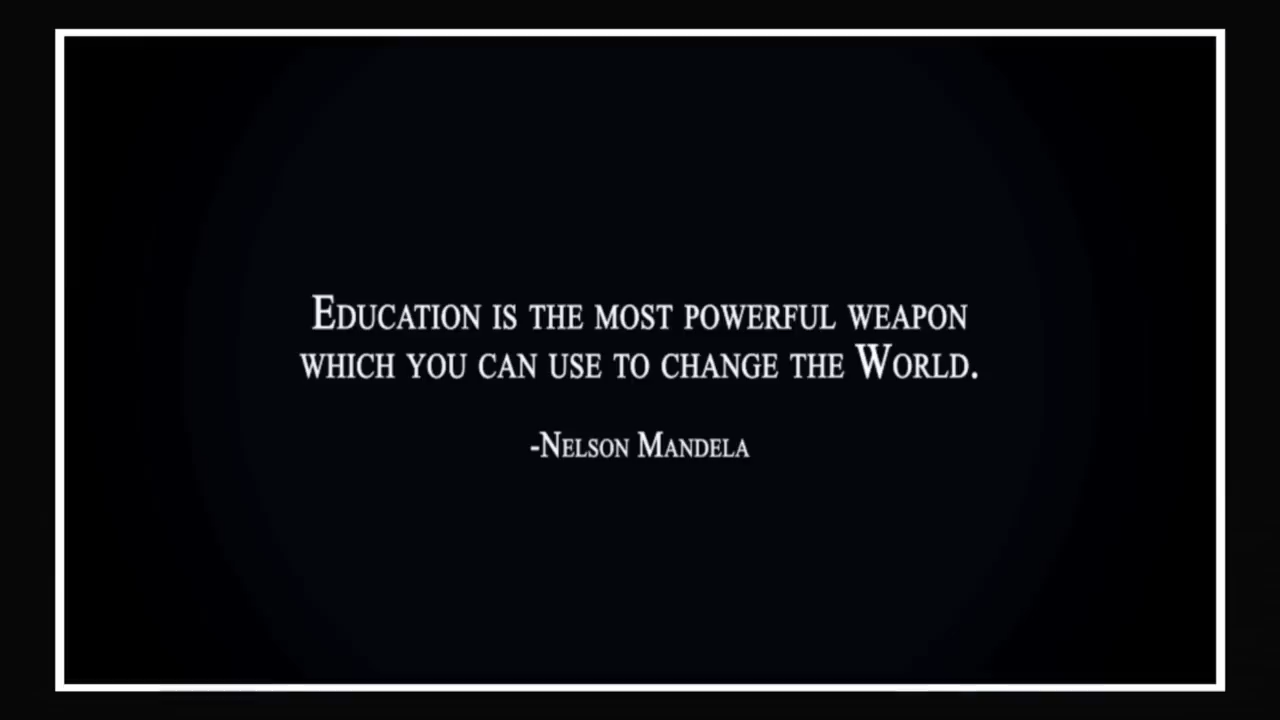 Education is the most powerful weapon
which you can use to change the World.
-Nelson Mandela